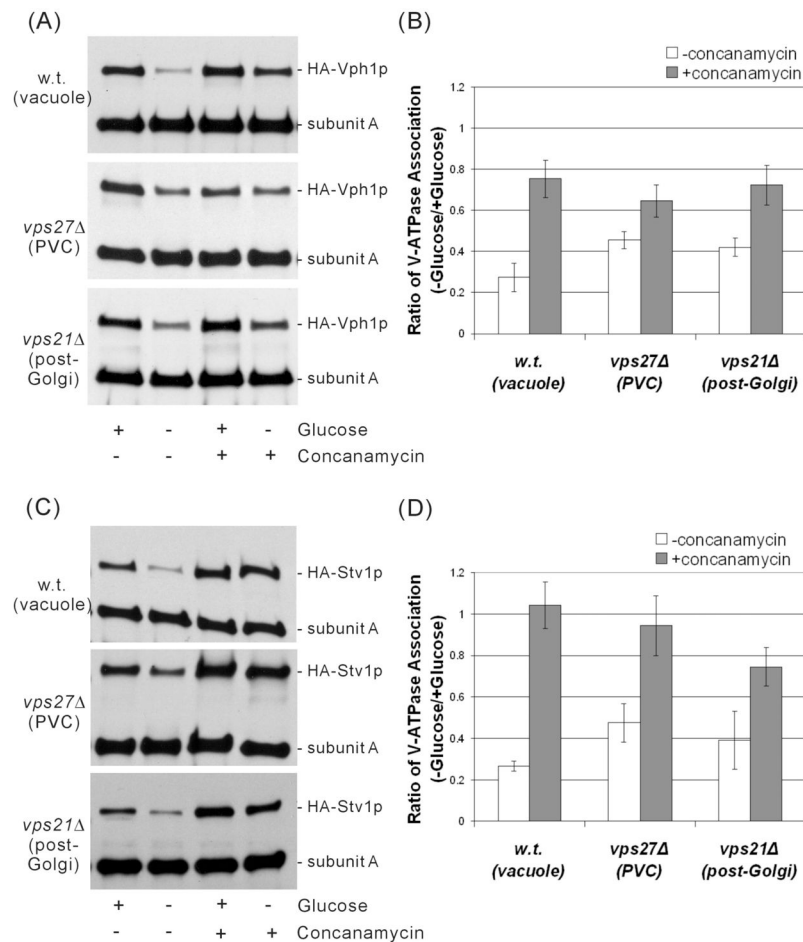 (A)
w.t.
(vacuole)
- HA-Vph1p
- subunit A
vps27Δ
(PVC)
- HA-Vph1p
- subunit A
vps21Δ
(post-
Golgi)
- HA-Vph1p
- subunit A
+ - + - Glucose
- - + + Concanamycin
(B)
-concanamycin
+concanamycin
Ratio of V-ATPase Association
(-Glucose/+Glucose)
1.2
1
0.8
0.6
0.4
0.2
0
w.t. vps27Δ vps21Δ
(vacuole) (PVC) (post-Golgi)
(C)
w.t.
(vacuole)
- HA-Stv1p
- subunit A
vps27Δ
(PVC)
- HA-Stv1p
- subunit A
vps21Δ
(post-
Golgi)
- HA-Stv1p
- subunit A
+ - + - Glucose
- - + + Concanamycin
(D)
-concanamycin
+concanamycin
Ratio of V-ATPase Association
(-Glucose/+Glucose)
1.2
1
0.8
0.6
0.4
0.2
0
w.t. vps27Δ vps21Δ
(vacuole) (PVC) (post-Golgi)